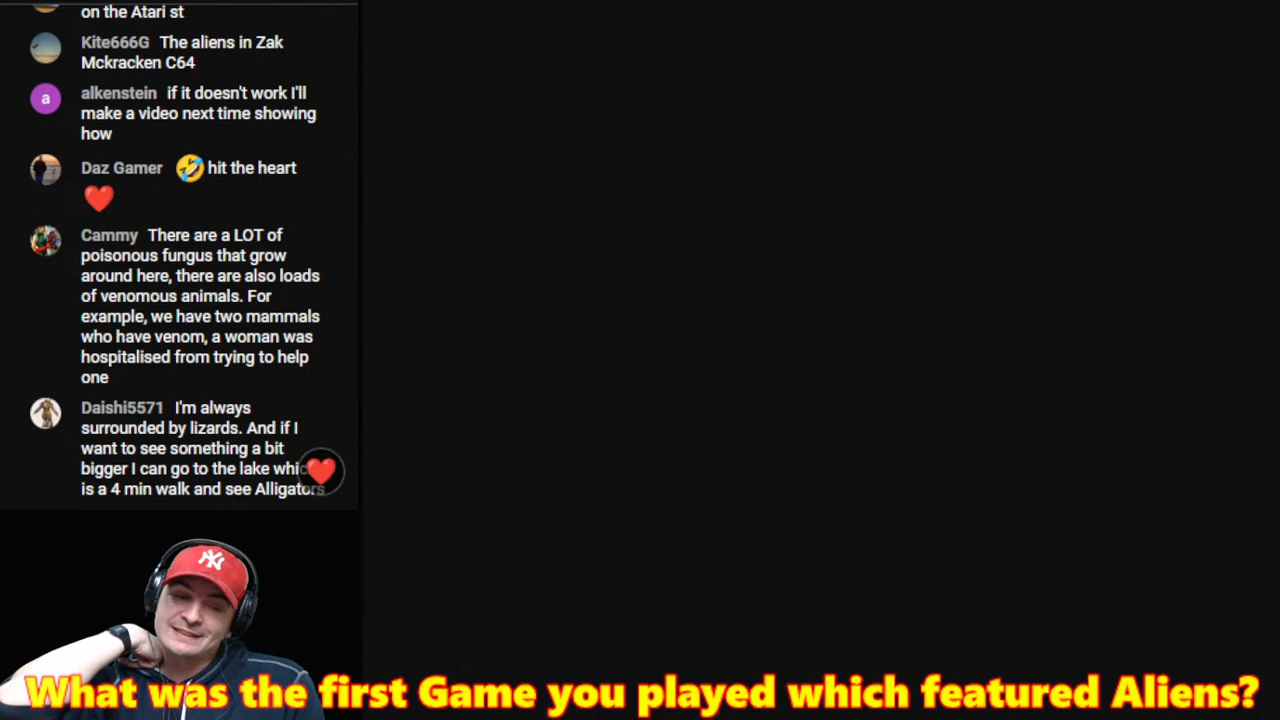 on the Atari st
Kite666G The aliens in Zak
Mckracken C64
a
alkenstein if it doesn't work I'll
make a video next time showing
how
Daz Gamer 🤣 hit the heart
❤️
Cammy There are a LOT of
poisonous fungus that grow
around here, there are also loads
of venomous animals. For
example, we have two mammals
who have venom, a woman was
hospitalised from trying to help
one
Daishi5571 I'm always
surrounded by lizards. And if I
want to see something a bit
bigger I can go to the lake which
is a 4 min walk and see Alligators
NY
What was the first Game you played which featured Aliens?